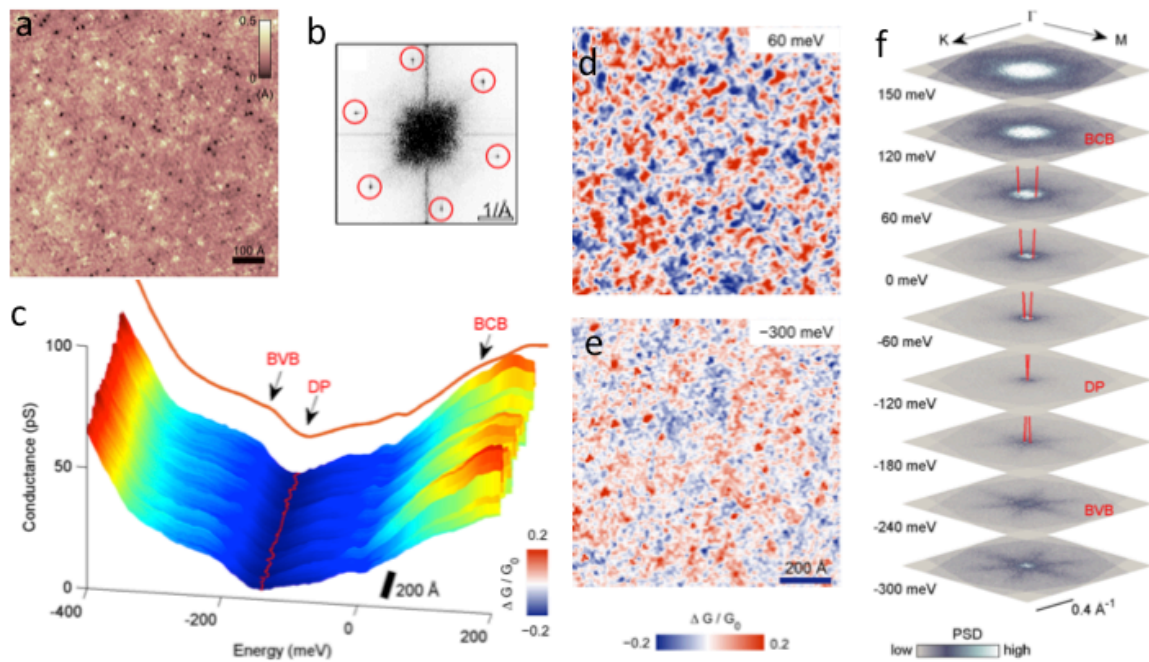 a
0.5
0
(Å)
100 Å
b
1/Å
c
Conductance (pS)
100
50
0
-400
-200
0
200
Energy (meV)
BVB
DP
BCB
200 Å
0.2
Δ G / G0
−0.2
d
60 meV
e
−300 meV
200 Å
−0.2
Δ G / G0
0.2
f
Γ
K
M
150 meV
120 meV
BCB
60 meV
0 meV
-60 meV
-120 meV
DP
-180 meV
-240 meV
BVB
-300 meV
0.4 Å-1
PSD
low
high